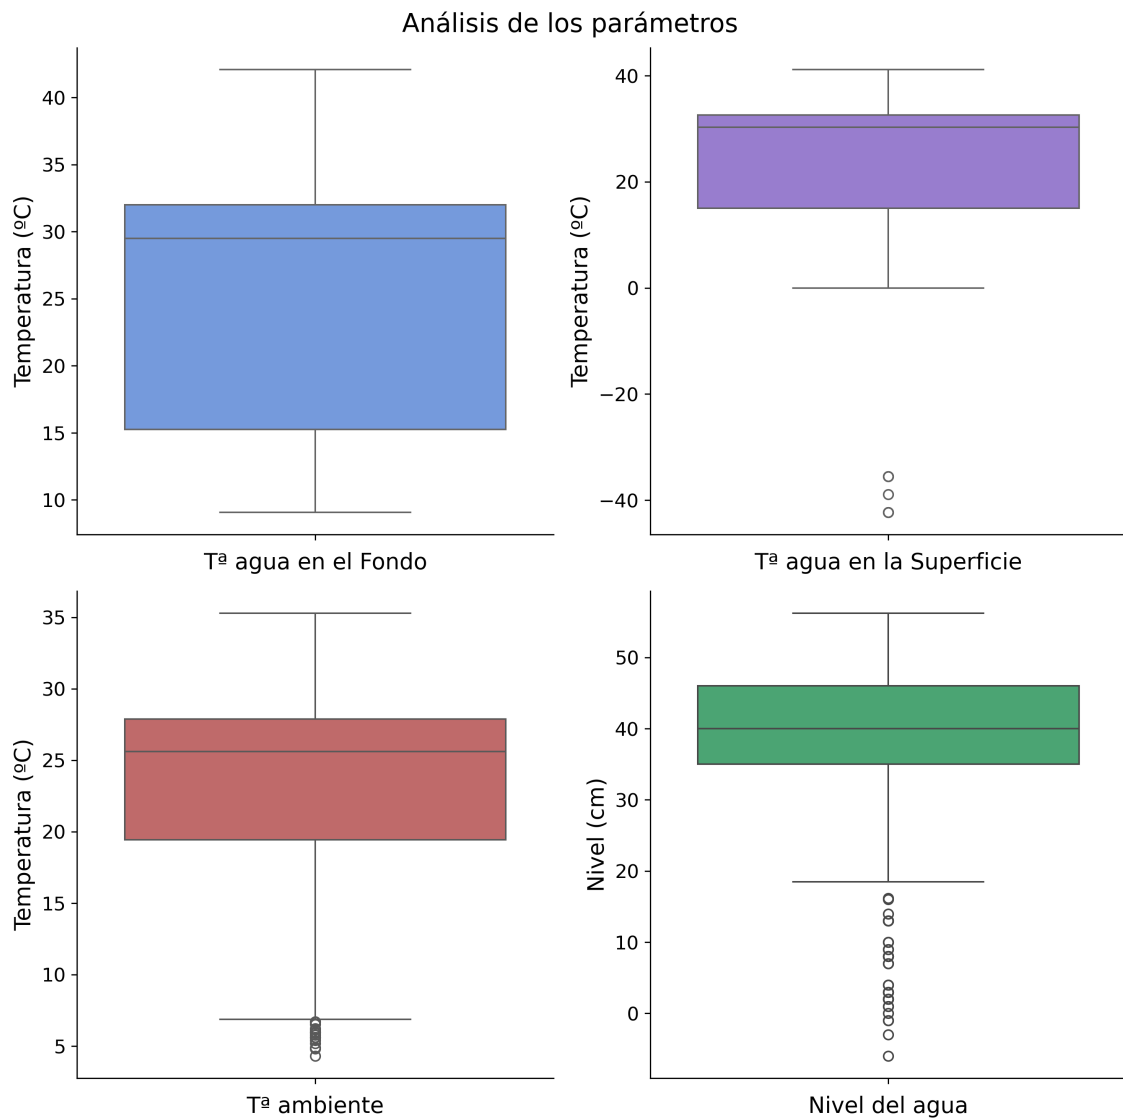 Análisis de los parámetros
Temperatura (ºC)
40
35
30
25
20
15
10
Tª agua en el Fondo
Temperatura (ºC)
40
20
0
−20
−40
Tª agua en la Superficie
Temperatura (ºC)
35
30
25
20
15
10
5
Tª ambiente
Nivel (cm)
50
40
30
20
10
0
Nivel del agua